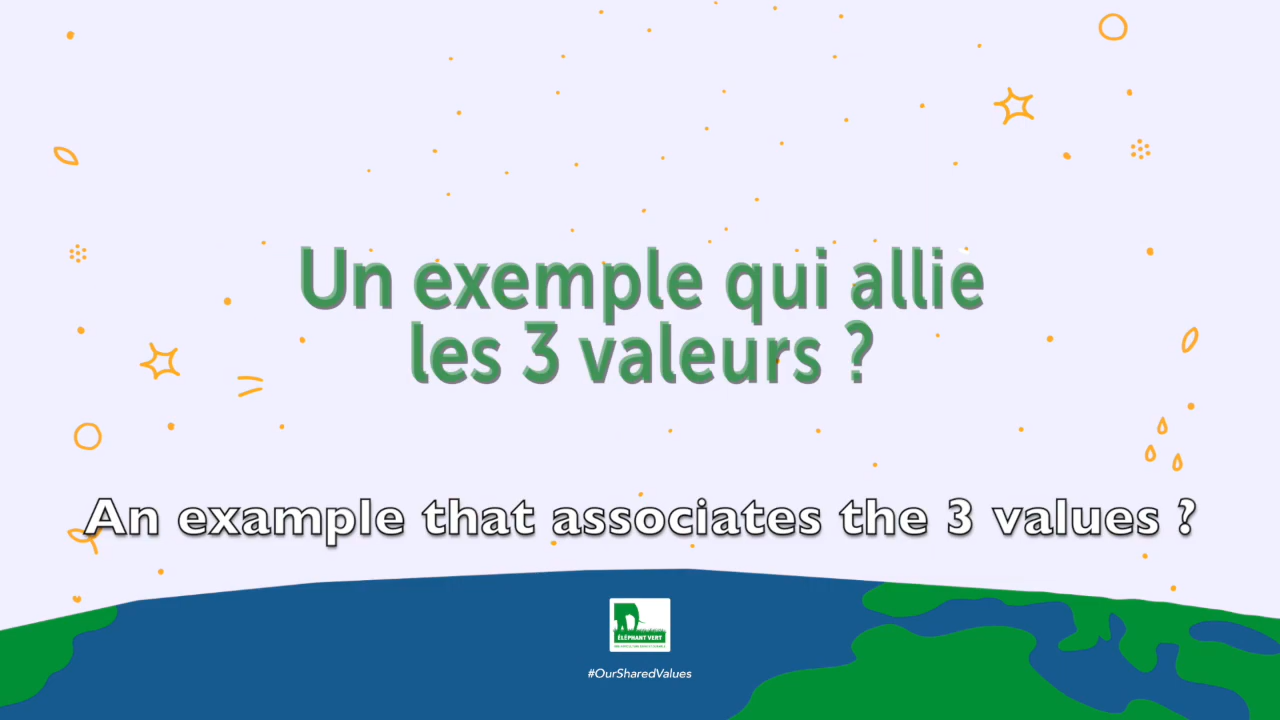 Un exemple qui allie
les 3 valeurs ?
An example that associates the 3 values ?
ÉLÉPHANT VERT
#OurSharedValues